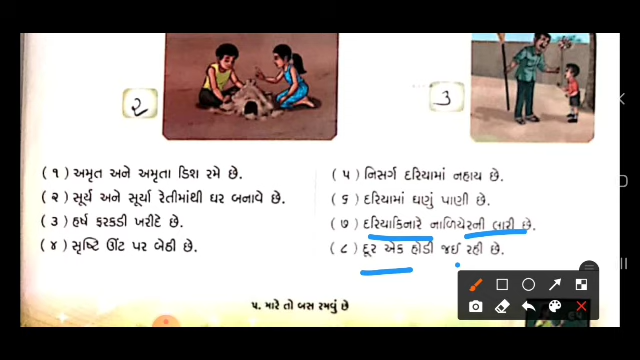 ૨
૩
(૧) અમૃત અને અમૃતા ડિશ રમે છે.
(૨) સૂર્ય અને સૂર્યા રેતીમાંથી ઘર બનાવે છે.
(૩) હર્ષ ફરકડી ખરીદે છે.
(૪) સૃષ્ટિ ઊંટ પર બેઠી છે.
(૫) નિસર્ગ દરિયામાં નહાય છે.
(૬) દરિયામાં ઘણું પાણી છે.
(૭) દરિયાકિનારે નાળિયેરની લારી છે.
(૮) દૂર એક હોડી જઈ રહી છે.
૫. મારે તો બસ રમવું છે